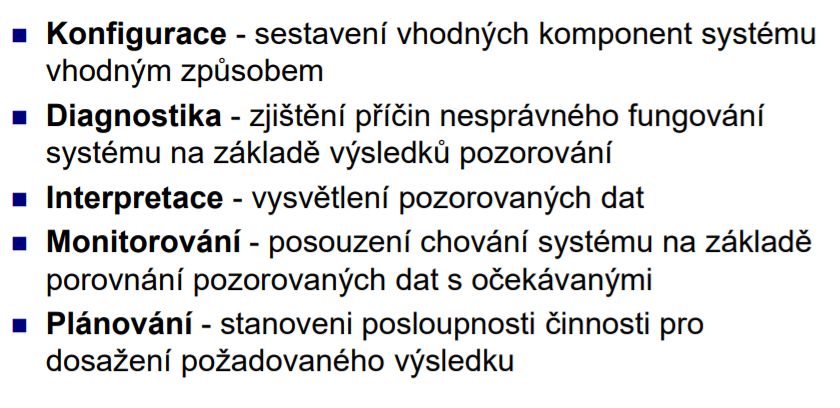 Konfigurace - sestavení vhodných komponent systému
vhodným způsobem
Diagnostika - zjištění příčin nesprávného fungování
systému na základě výsledků pozorování
Interpretace - vysvětlení pozorovaných dat
Monitorování - posouzení chování systému na základě
porovnání pozorovaných dat s očekávanými
Plánování - stanoveni posloupnosti činnosti pro
dosažení požadovaného výsledku